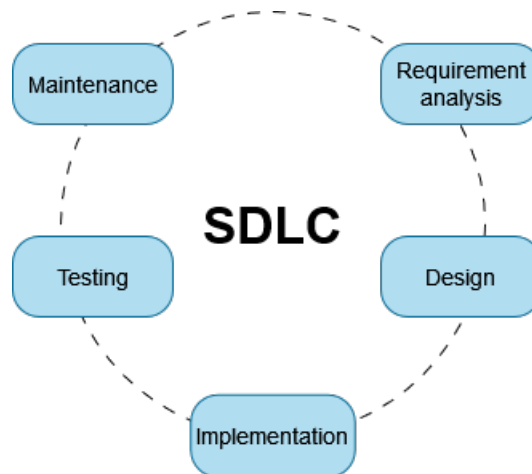 Maintenance
Requirement
analysis
SDLC
Testing
Design
Implementation